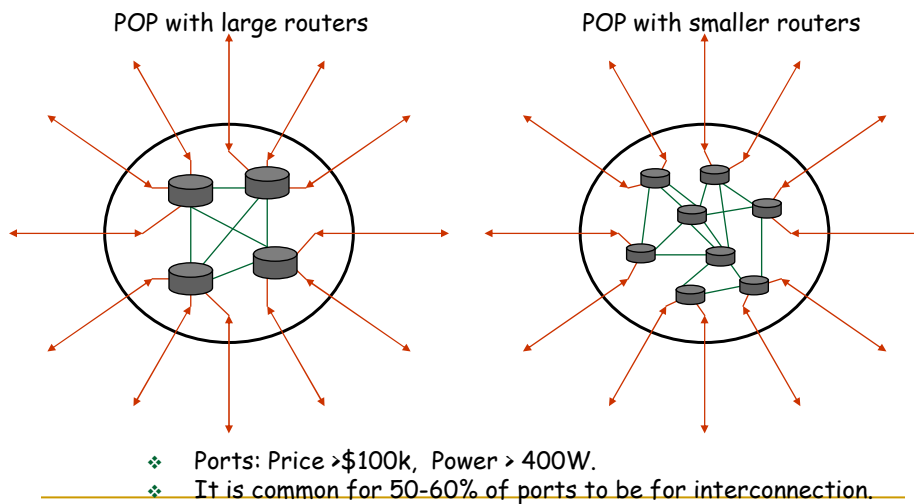 POP with large routers
POP with smaller routers
❖ Ports: Price >$100k, Power > 400W.
❖ It is common for 50-60% of ports to be for interconnection.